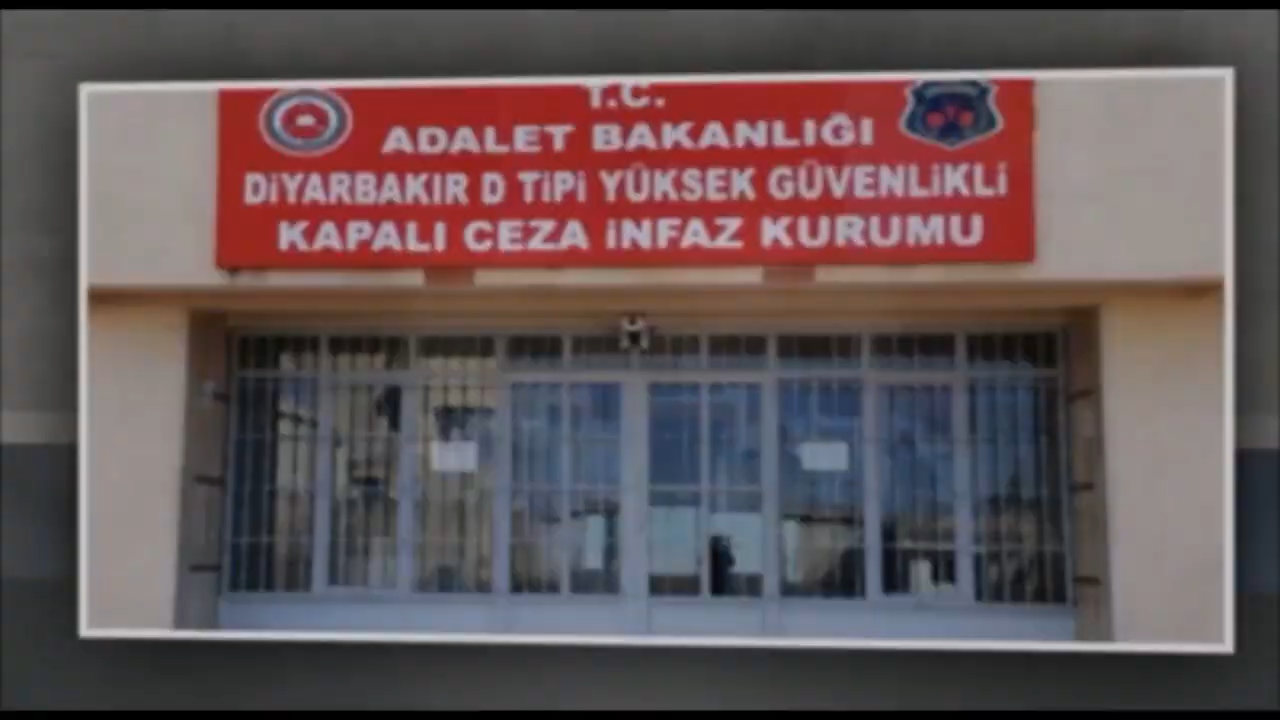 T.C.
ADALET BAKANLIĞI
DİYARBAKIR D TİPİ YÜKSEK GÜVENLİKLİ
KAPALI CEZA İNFAZ KURUMU